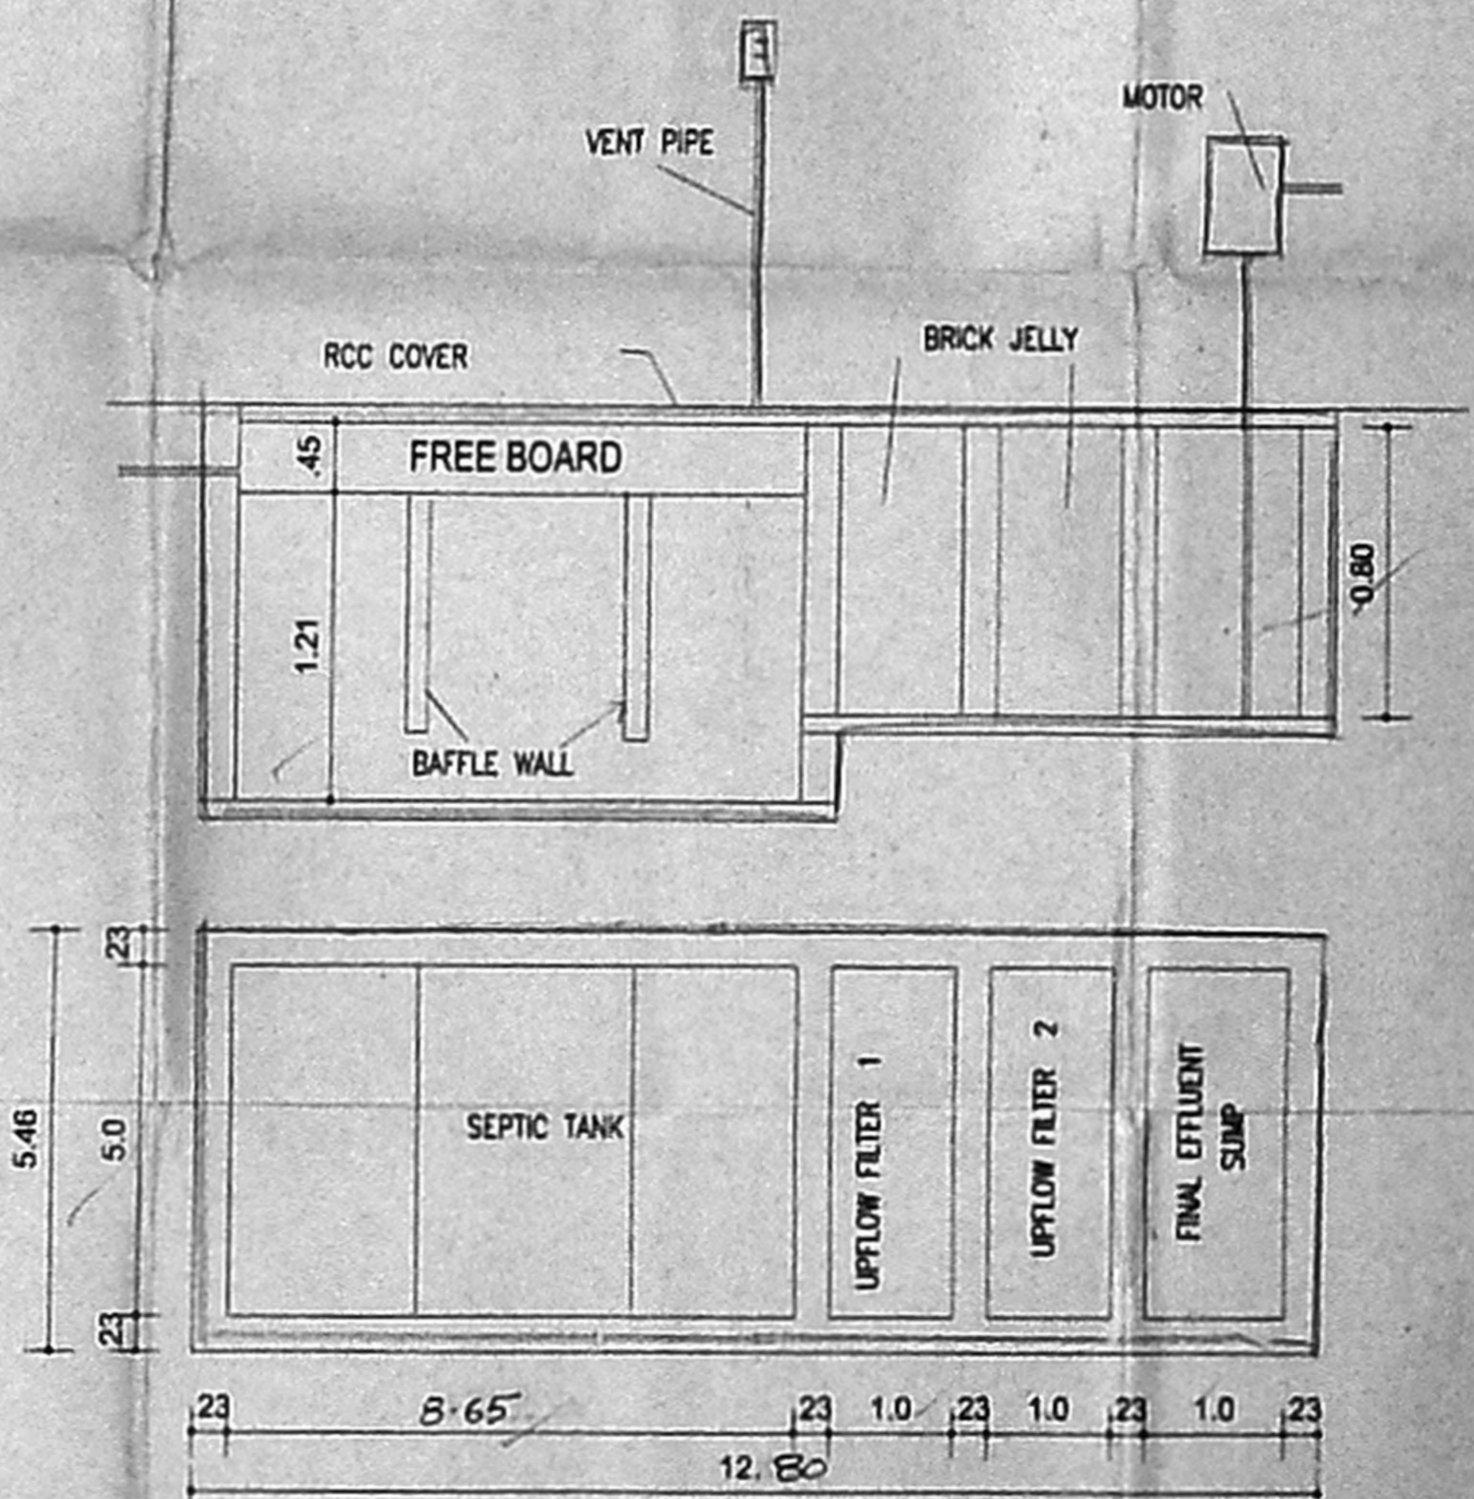 MOTOR
VENT PIPE
BRICK JELLY
RCC COVER
.45
FREE BOARD
1.21
0.80
BAFFLE WALL
23
5.46
5.0
SEPTIC TANK
UPFLOW FILTER 1
UPFLOW FILTER 2
FINAL EFFLUENT
SUMP
23
23 8.65 23 1.0 23 1.0 23 1.0 23
12.80